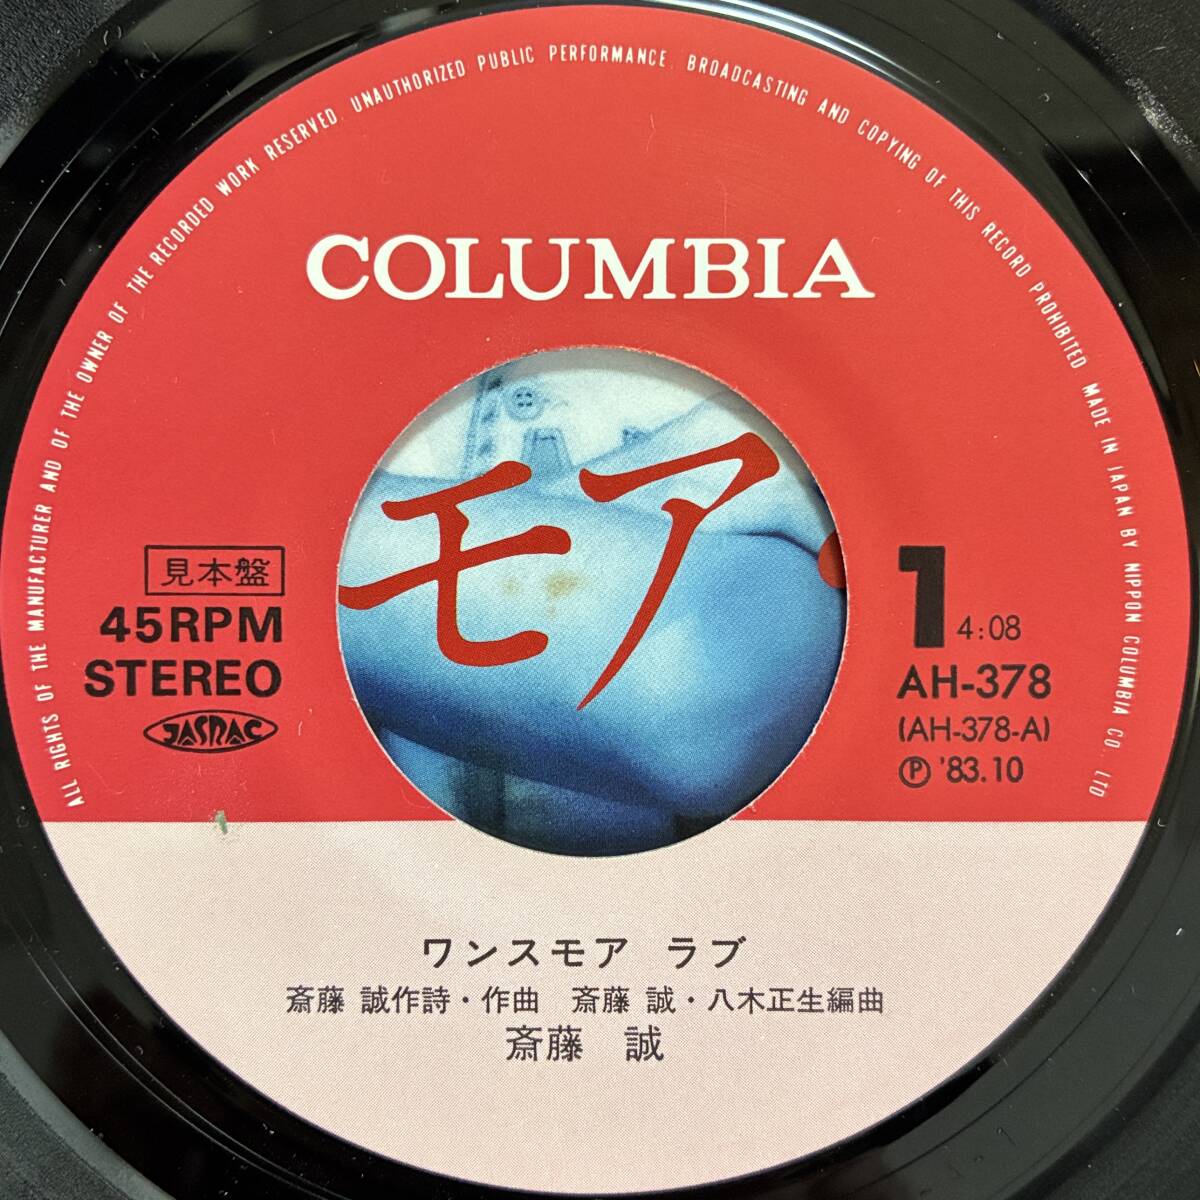 ALL RIGHTS OF THE MANUFACTURER AND OF THE OWNER OF THE RECORDED WORK RESERVED. UNAUTHORIZED PUBLIC PERFORMANCE. BROADCASTING AND COPYING OF THIS RECORD PROHIBITED MADE IN JAPAN BY NIPPON COLUMBIA CO., LTD
COLUMBIA
モア・
見本盤
45RPM
STEREO
JASRAC
1 4:08
AH-378
(AH-378-A)
Ⓟ '83.10
ワンスモア ラブ
斎藤 誠作詩・作曲 斎藤 誠・八木正生編曲
斎藤 誠